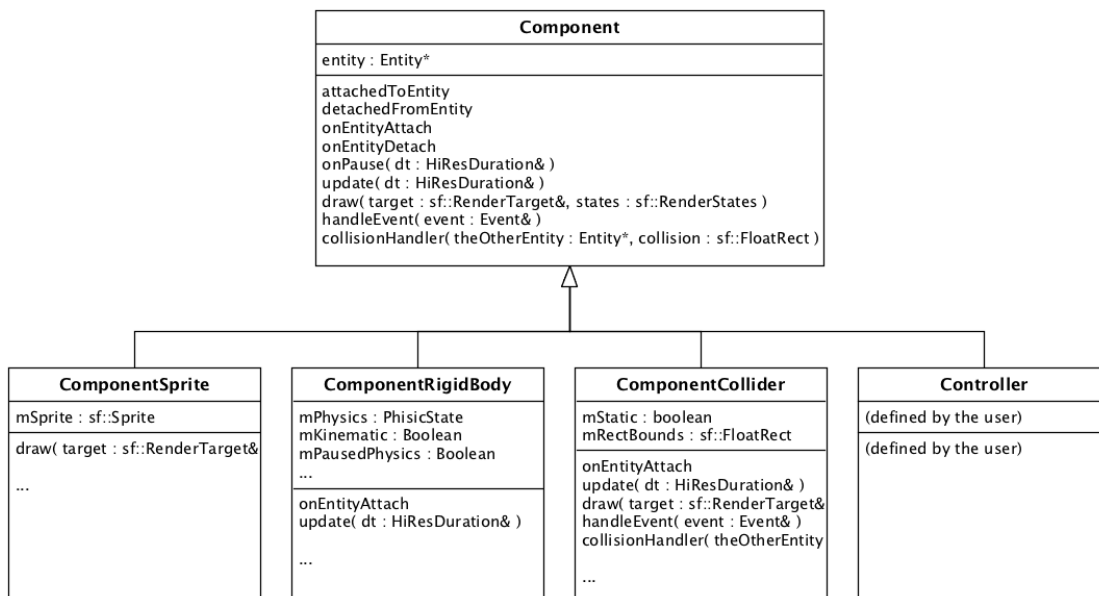 Component
entity : Entity*
attachedToEntity
detachedFromEntity
onEntityAttach
onEntityDetach
onPause( dt : HiResDuration& )
update( dt : HiResDuration& )
draw( target : sf::RenderTarget&, states : sf::RenderStates )
handleEvent( event : Event& )
collisionHandler( theOtherEntity : Entity*, collision : sf::FloatRect )
ComponentSprite
mSprite : sf::Sprite
draw( target : sf::RenderTarget&
...
ComponentRigidBody
mPhysics : PhisicState
mKinematic : Boolean
mPausedPhysics : Boolean
...
onEntityAttach
update( dt : HiResDuration& )
...
ComponentCollider
mStatic : boolean
mRectBounds : sf::FloatRect
onEntityAttach
update( dt : HiResDuration& )
draw( target : sf::RenderTarget&
handleEvent( event : Event& )
collisionHandler( theOtherEntity
...
Controller
(defined by the user)
(defined by the user)